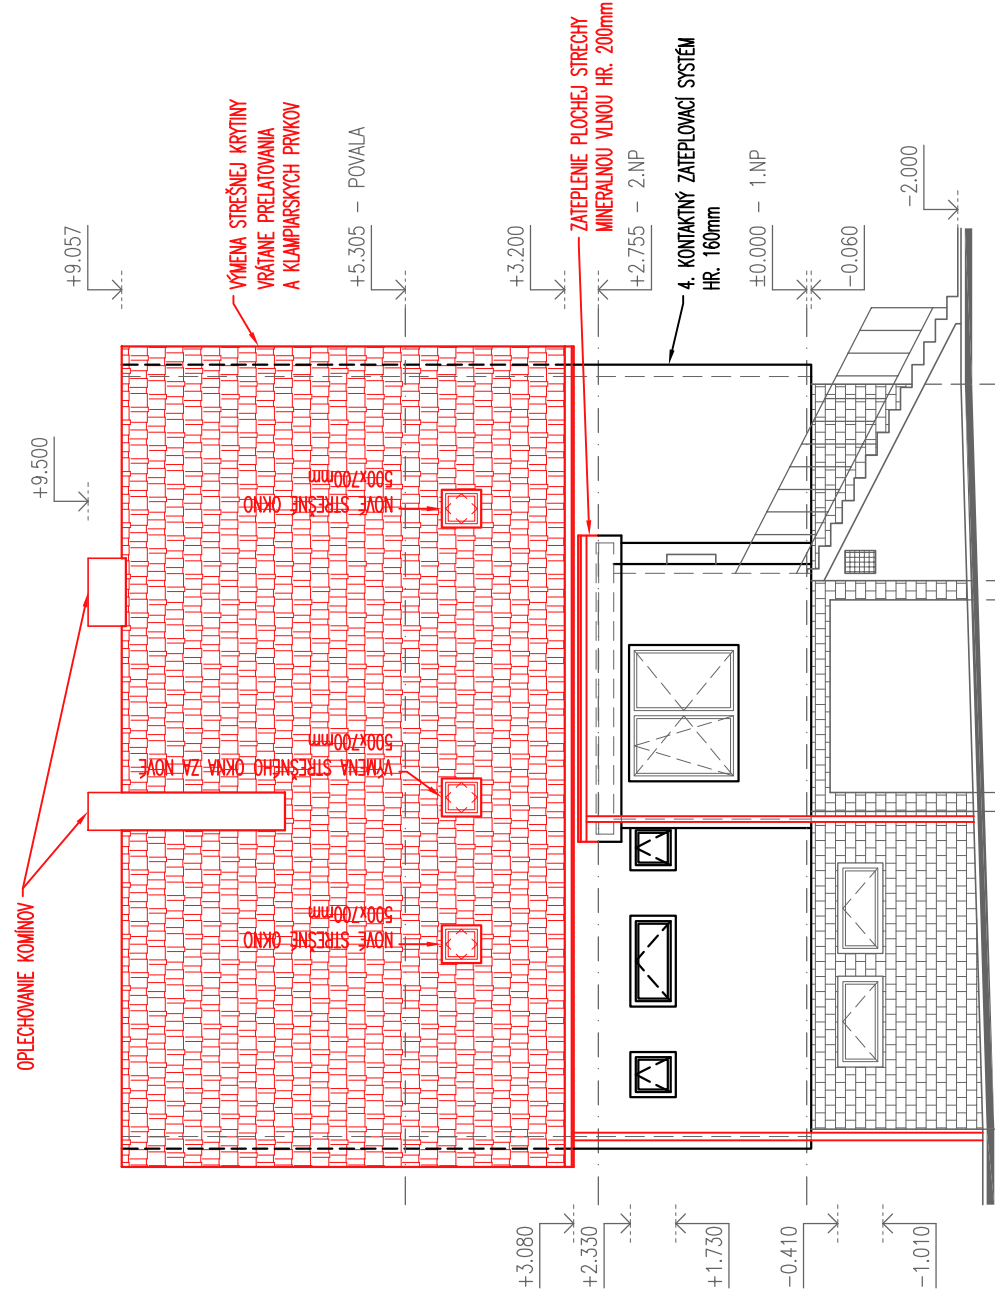 OPLECHOVANIE KOMÍNOV
+9.500
+9.057
VÝMENA STREŠNEJ KRYTINY
VRÁTANE PRELATOVANIA
A KLAMPIARSKYCH PRVKOV
+5.305 - POVALA
+3.200
ZATEPLENIE PLOCHEJ STRECHY
MINERALNOU VLNOU HR. 200mm
+2.755 - 2.NP
4. KONTAKTNÝ ZATEPLOVACÍ SYSTÉM
HR. 160mm
±0.000 - 1.NP
-0.060
-2.000
NOVÉ STREŠNÉ OKNO
500x700mm
VÝMENA STREŠNÉHO OKNA ZA NOVÉ
500x700mm
NOVÉ STREŠNÉ OKNO
500x700mm
+3.080
+2.330
+1.730
-0.410
-1.010